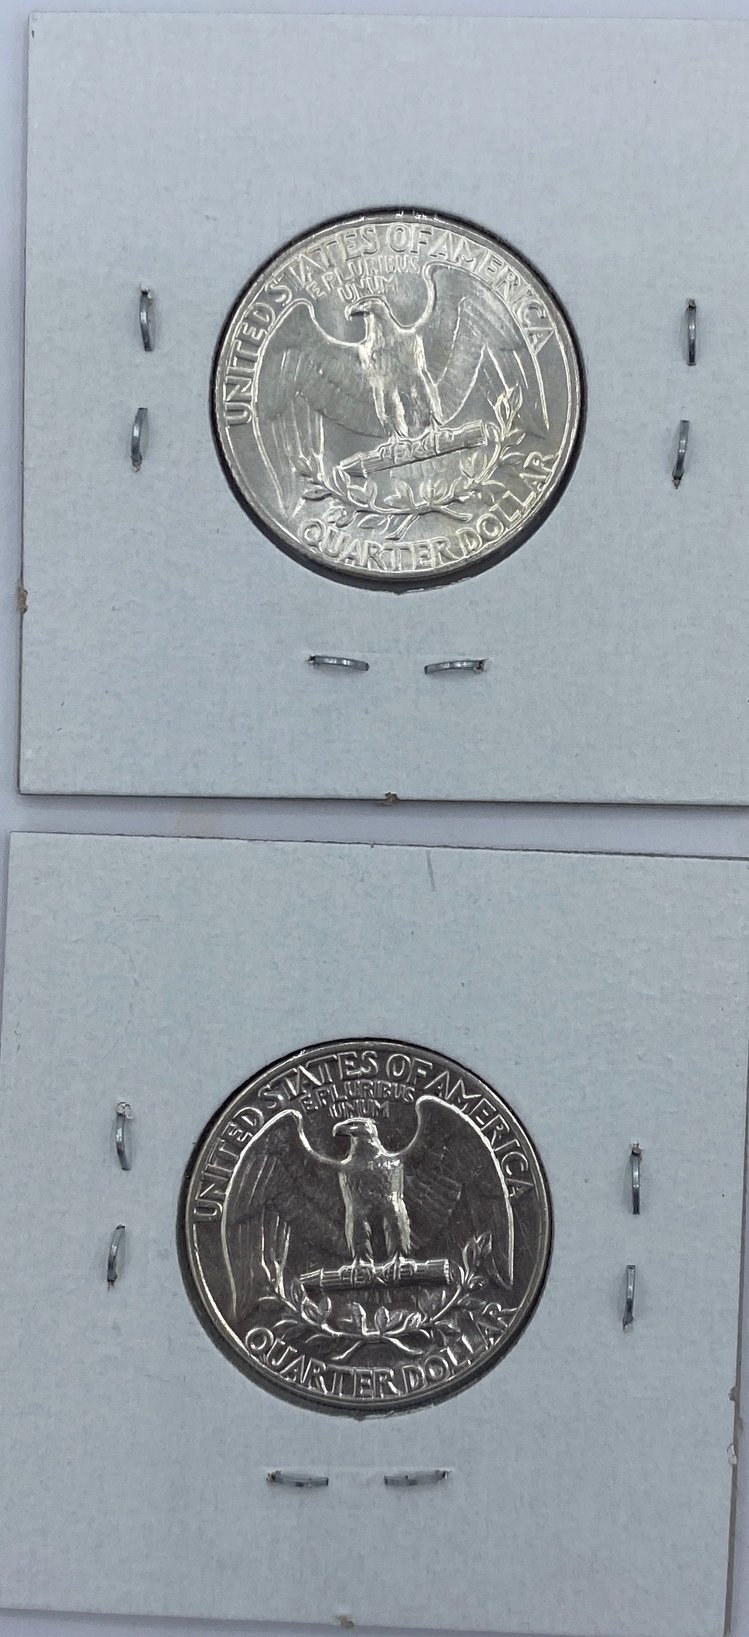 UNITED STATES OF AMERICA
E PLURIBUS
UNUM
QUARTER DOLLAR
UNITED STATES OF AMERICA
E PLURIBUS
UNUM
QUARTER DOLLAR